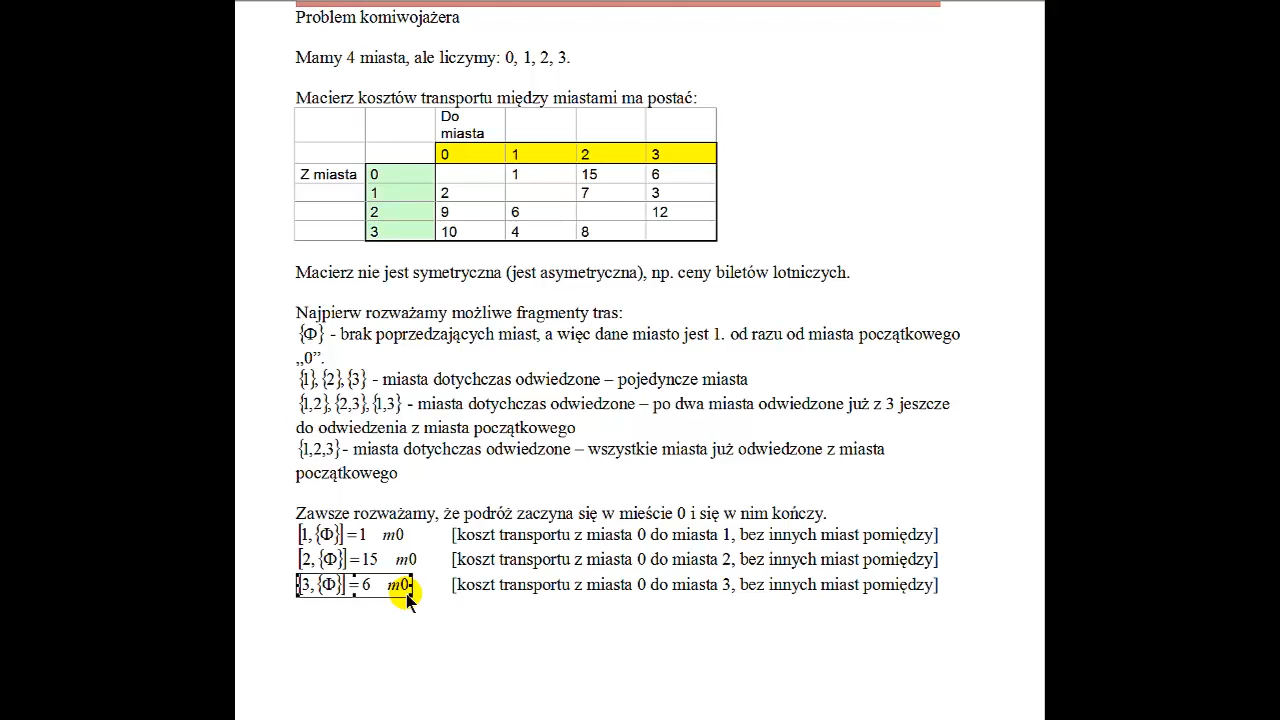 Problem komiwojażera
Mamy 4 miasta, ale liczymy: 0, 1, 2, 3.
Macierz kosztów transportu między miastami ma postać:
Do
miasta
0 1 2 3
Z miasta 0 1 15 6
1 2 7 3
2 9 6 12
3 10 4 8
Macierz nie jest symetryczna (jest asymetryczna), np. ceny biletów lotniczych.
Najpierw rozważamy możliwe fragmenty tras:
{Φ} - brak poprzedzających miast, a więc dane miasto jest 1. od razu od miasta początkowego
„0”.
{1},{2},{3} - miasta dotychczas odwiedzone – pojedyncze miasta
{1,2},{2,3},{1,3} - miasta dotychczas odwiedzone – po dwa miasta odwiedzone już z 3 jeszcze
do odwiedzenia z miasta początkowego
{1,2,3}- miasta dotychczas odwiedzone – wszystkie miasta już odwiedzone z miasta
początkowego
Zawsze rozważamy, że podróż zaczyna się w mieście 0 i się w nim kończy.
[1,{Φ}]=1 m0 [koszt transportu z miasta 0 do miasta 1, bez innych miast pomiędzy]
[2,{Φ}]=15 m0 [koszt transportu z miasta 0 do miasta 2, bez innych miast pomiędzy]
[3,{Φ}]=6 m0 [koszt transportu z miasta 0 do miasta 3, bez innych miast pomiędzy]